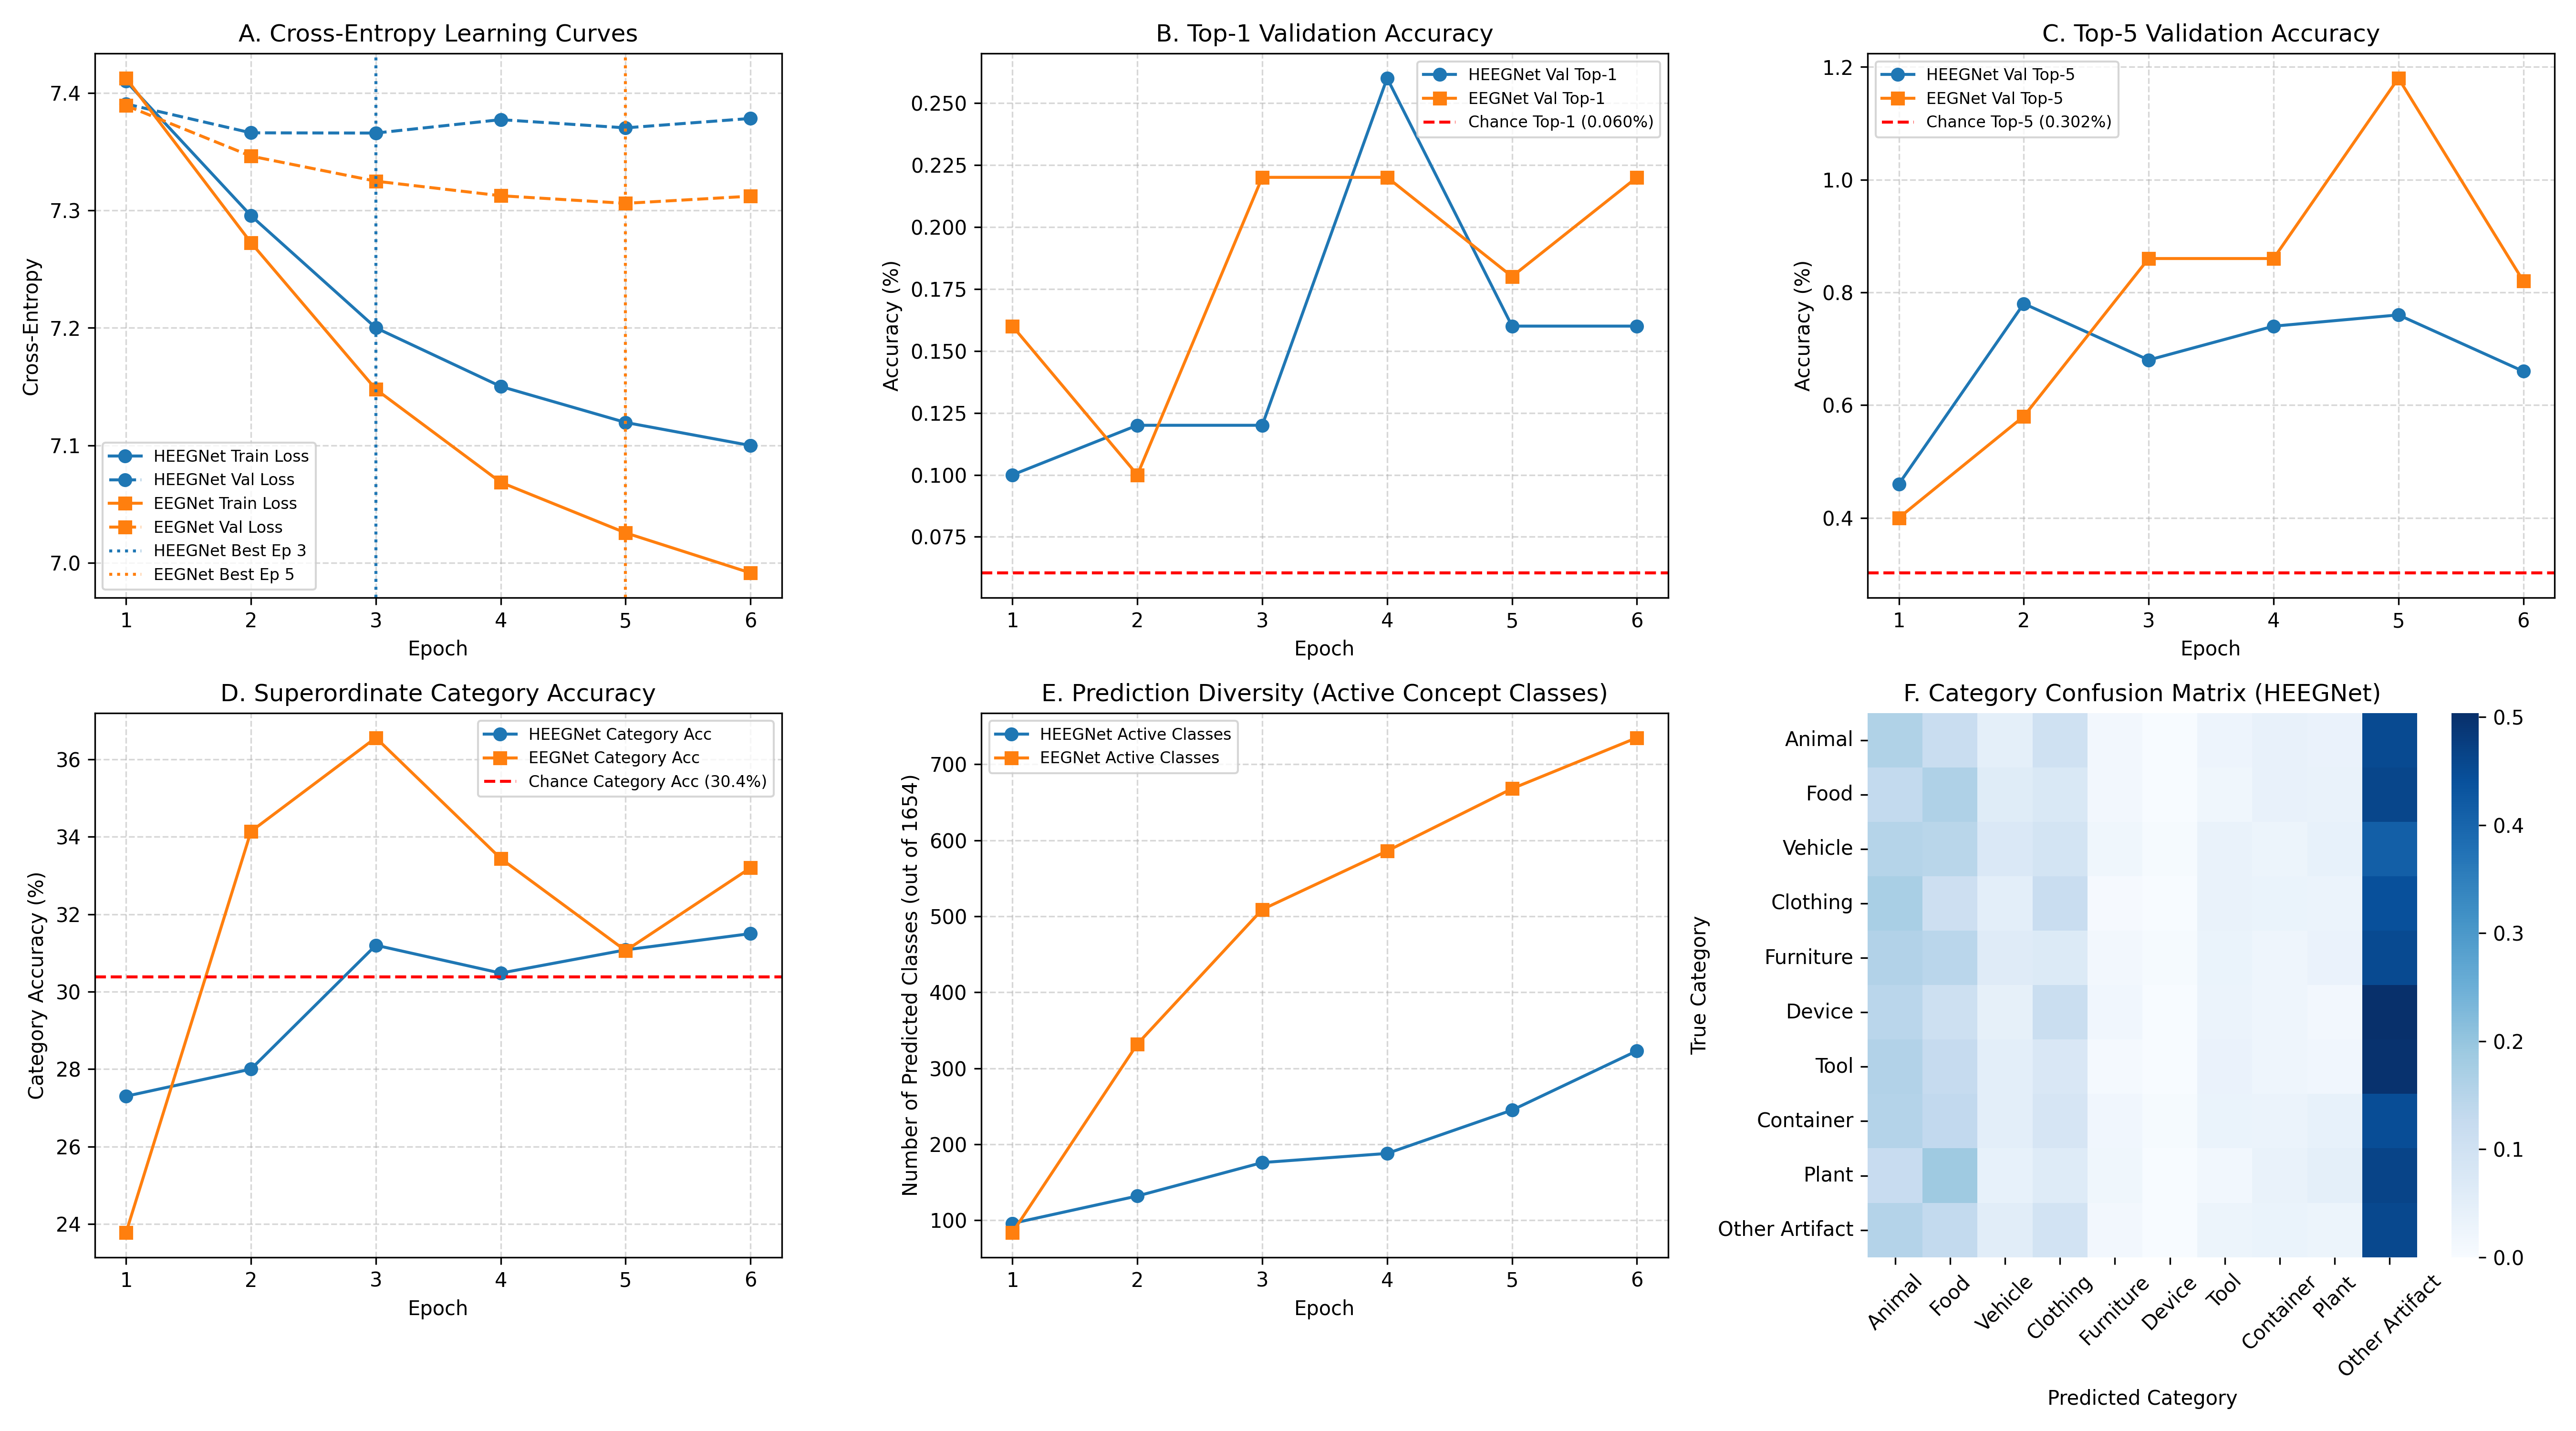 A. Cross-Entropy Learning Curves
Cross-Entropy
7.4
7.3
7.2
7.1
7.0
HEEGNet Train Loss
HEEGNet Val Loss
EEGNet Train Loss
EEGNet Val Loss
HEEGNet Best Ep 3
EEGNet Best Ep 5
1 2 3 4 5 6
Epoch
B. Top-1 Validation Accuracy
Accuracy (%)
0.250
0.225
0.200
0.175
0.150
0.125
0.100
0.075
HEEGNet Val Top-1
EEGNet Val Top-1
Chance Top-1 (0.060%)
1 2 3 4 5 6
Epoch
C. Top-5 Validation Accuracy
Accuracy (%)
1.2
1.0
0.8
0.6
0.4
HEEGNet Val Top-5
EEGNet Val Top-5
Chance Top-5 (0.302%)
1 2 3 4 5 6
Epoch
D. Superordinate Category Accuracy
Category Accuracy (%)
36
34
32
30
28
26
24
HEEGNet Category Acc
EEGNet Category Acc
Chance Category Acc (30.4%)
1 2 3 4 5 6
Epoch
E. Prediction Diversity (Active Concept Classes)
Number of Predicted Classes (out of 1654)
700
600
500
400
300
200
100
HEEGNet Active Classes
EEGNet Active Classes
1 2 3 4 5 6
Epoch
F. Category Confusion Matrix (HEEGNet)
True Category
Animal
Food
Vehicle
Clothing
Furniture
Device
Tool
Container
Plant
Other Artifact
Animal
Food
Vehicle
Clothing
Furniture
Device
Tool
Container
Plant
Other Artifact
Predicted Category
0.5
0.4
0.3
0.2
0.1
0.0